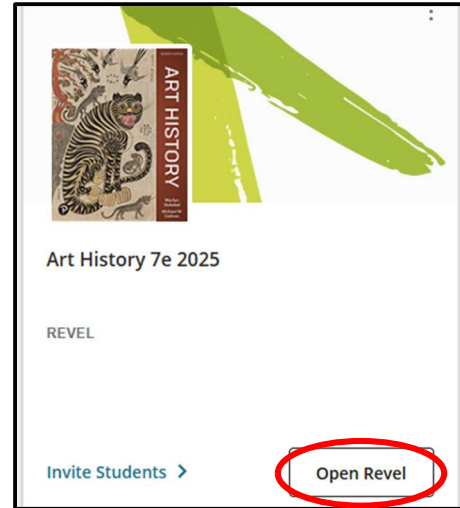 ART HISTORY
Art History 7e 2025
REVEL
Invite Students >
Open Revel